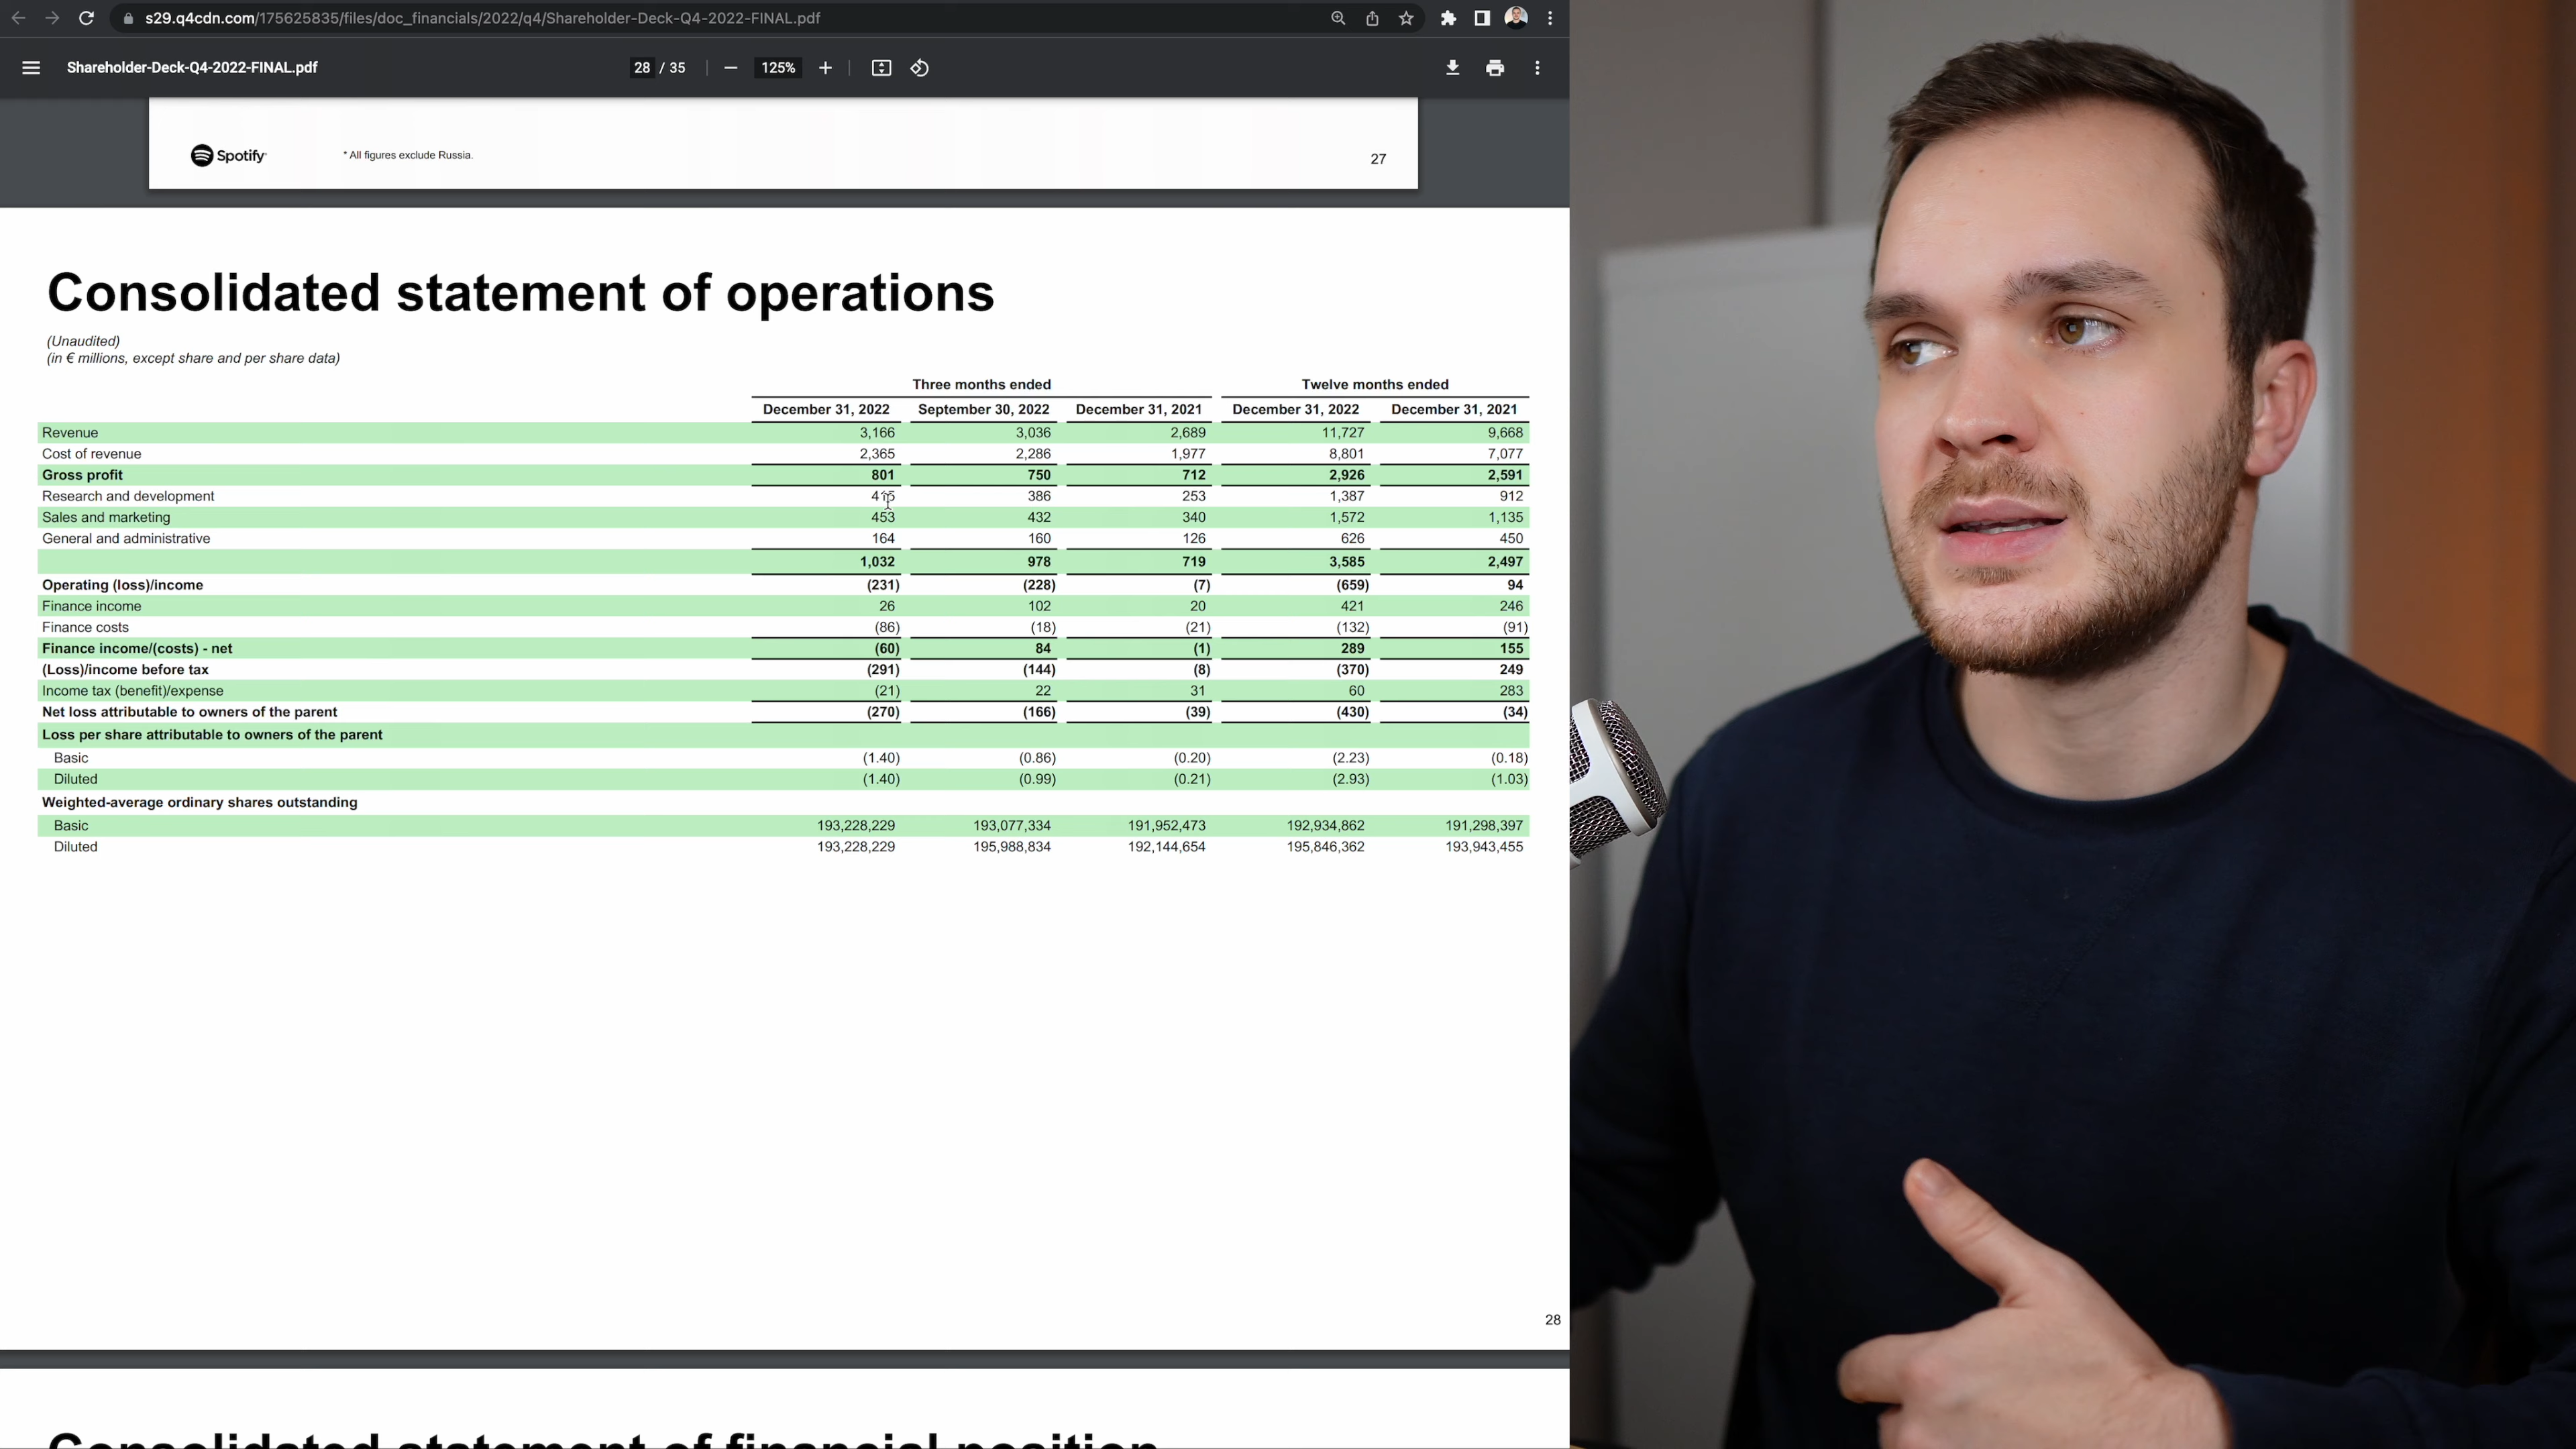 s29.q4cdn.com/175625835/files/doc_financials/2022/q4/Shareholder-Deck-Q4-2022-FINAL.pdf
Shareholder-Deck-Q4-2022-FINAL.pdf 28 / 35 125%
Spotify * All figures exclude Russia. 27
Consolidated statement of operations
(Unaudited)
(in € millions, except share and per share data)
Three months ended Twelve months ended
December 31, 2022 September 30, 2022 December 31, 2021 December 31, 2022 December 31, 2021
Revenue 3,166 3,036 2,689 11,727 9,668
Cost of revenue 2,365 2,286 1,977 8,801 7,077
Gross profit 801 750 712 2,926 2,591
Research and development 415 386 253 1,387 912
Sales and marketing 453 432 340 1,572 1,135
General and administrative 164 160 126 626 450
1,032 978 719 3,585 2,497
Operating (loss)/income (231) (228) (7) (659) 94
Finance income 26 102 20 421 246
Finance costs (86) (18) (21) (132) (91)
Finance income/(costs) - net (60) 84 (1) 289 155
(Loss)/income before tax (291) (144) (8) (370) 249
Income tax (benefit)/expense (21) 22 31 60 283
Net loss attributable to owners of the parent (270) (166) (39) (430) (34)
Loss per share attributable to owners of the parent
Basic (1.40) (0.86) (0.20) (2.23) (0.18)
Diluted (1.40) (0.99) (0.21) (2.93) (1.03)
Weighted-average ordinary shares outstanding
Basic 193,228,229 193,077,334 191,952,473 192,934,862 191,298,397
Diluted 193,228,229 195,988,834 192,144,654 195,846,362 193,943,455
28
Consolidated statement of financial position